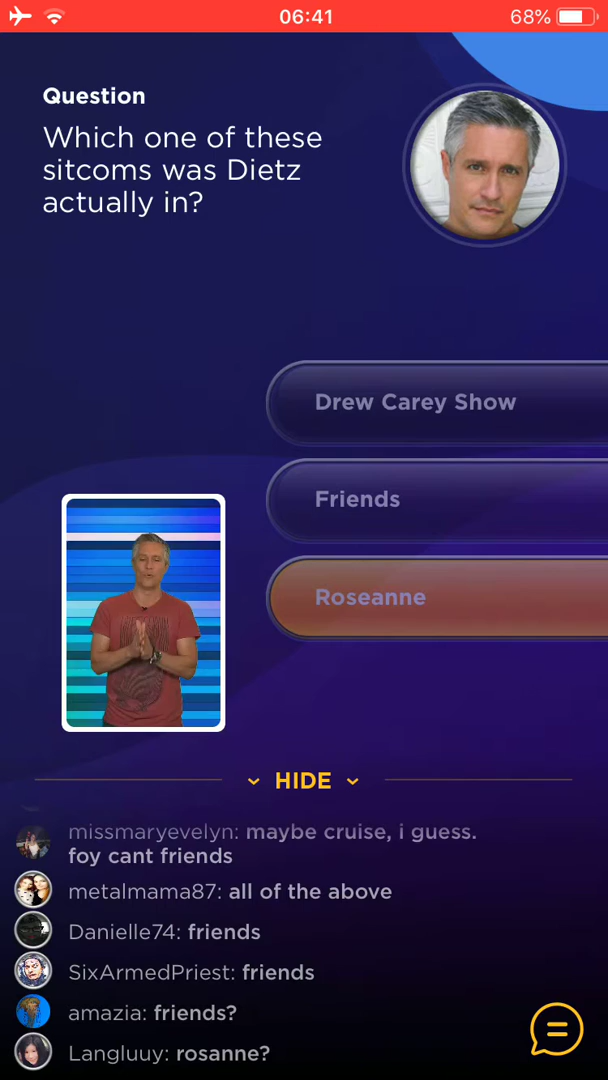 06:41
68%
Question
Which one of these
sitcoms was Dietz
actually in?
Drew Carey Show
Friends
Roseanne
HIDE
missmaryevelyn: maybe cruise, i guess.
foy cant friends
metalmama87: all of the above
Danielle74: friends
SixArmedPriest: friends
amazia: friends?
Langluuy: rosanne?